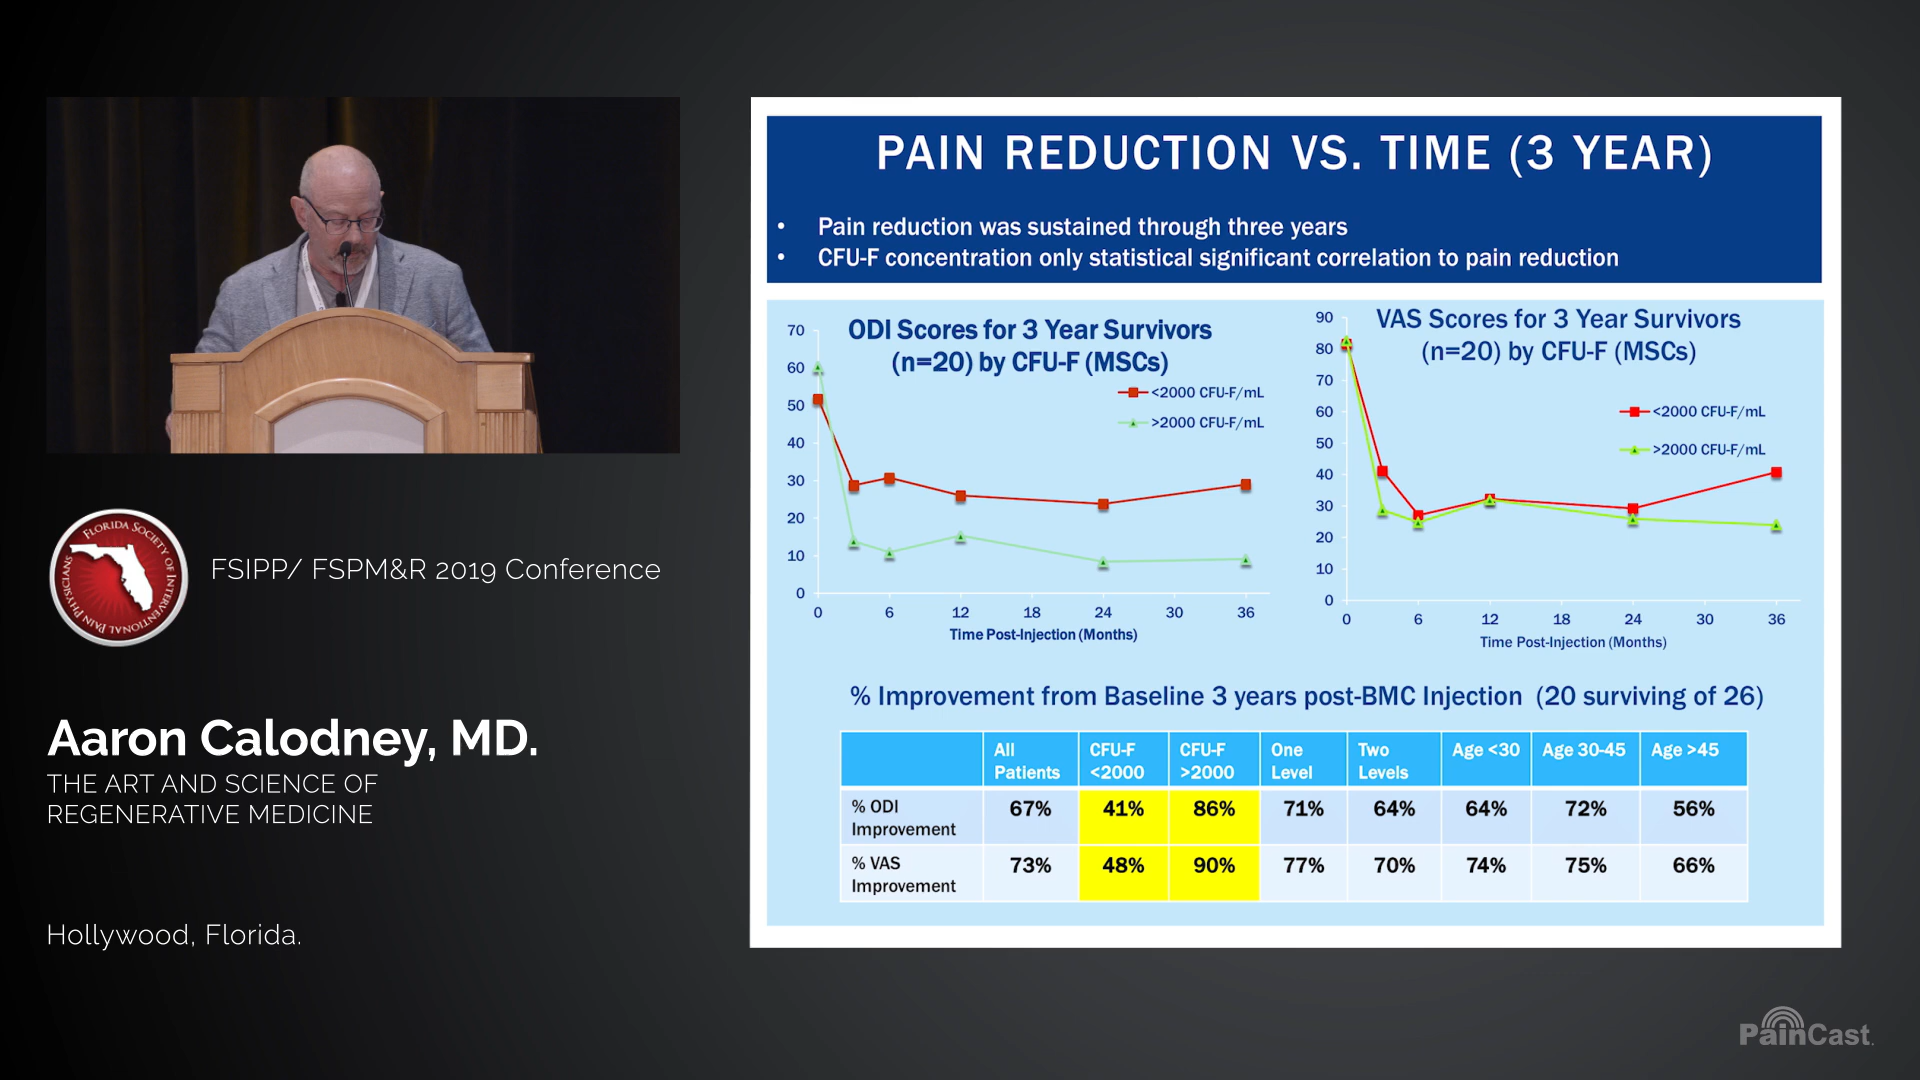 FLORIDA SOCIETY OF INTERVENTIONAL PAIN PHYSICIANS
FSIPP/ FSPM&R 2019 Conference
Aaron Calodney, MD.
THE ART AND SCIENCE OF
REGENERATIVE MEDICINE
Hollywood, Florida.
PAIN REDUCTION VS. TIME (3 YEAR)
• Pain reduction was sustained through three years
• CFU-F concentration only statistical significant correlation to pain reduction
ODI Scores for 3 Year Survivors
(n=20) by CFU-F (MSCs)
<2000 CFU-F/mL
>2000 CFU-F/mL
70
60
50
40
30
20
10
0
0 6 12 18 24 30 36
Time Post-Injection (Months)
VAS Scores for 3 Year Survivors
(n=20) by CFU-F (MSCs)
<2000 CFU-F/mL
>2000 CFU-F/mL
90
80
70
60
50
40
30
20
10
0
0 6 12 18 24 30 36
Time Post-Injection (Months)
% Improvement from Baseline 3 years post-BMC Injection (20 surviving of 26)
All Patients CFU-F <2000 CFU-F >2000 One Level Two Levels Age <30 Age 30-45 Age >45
% ODI Improvement 67% 41% 86% 71% 64% 64% 72% 56%
% VAS Improvement 73% 48% 90% 77% 70% 74% 75% 66%
PainCast.